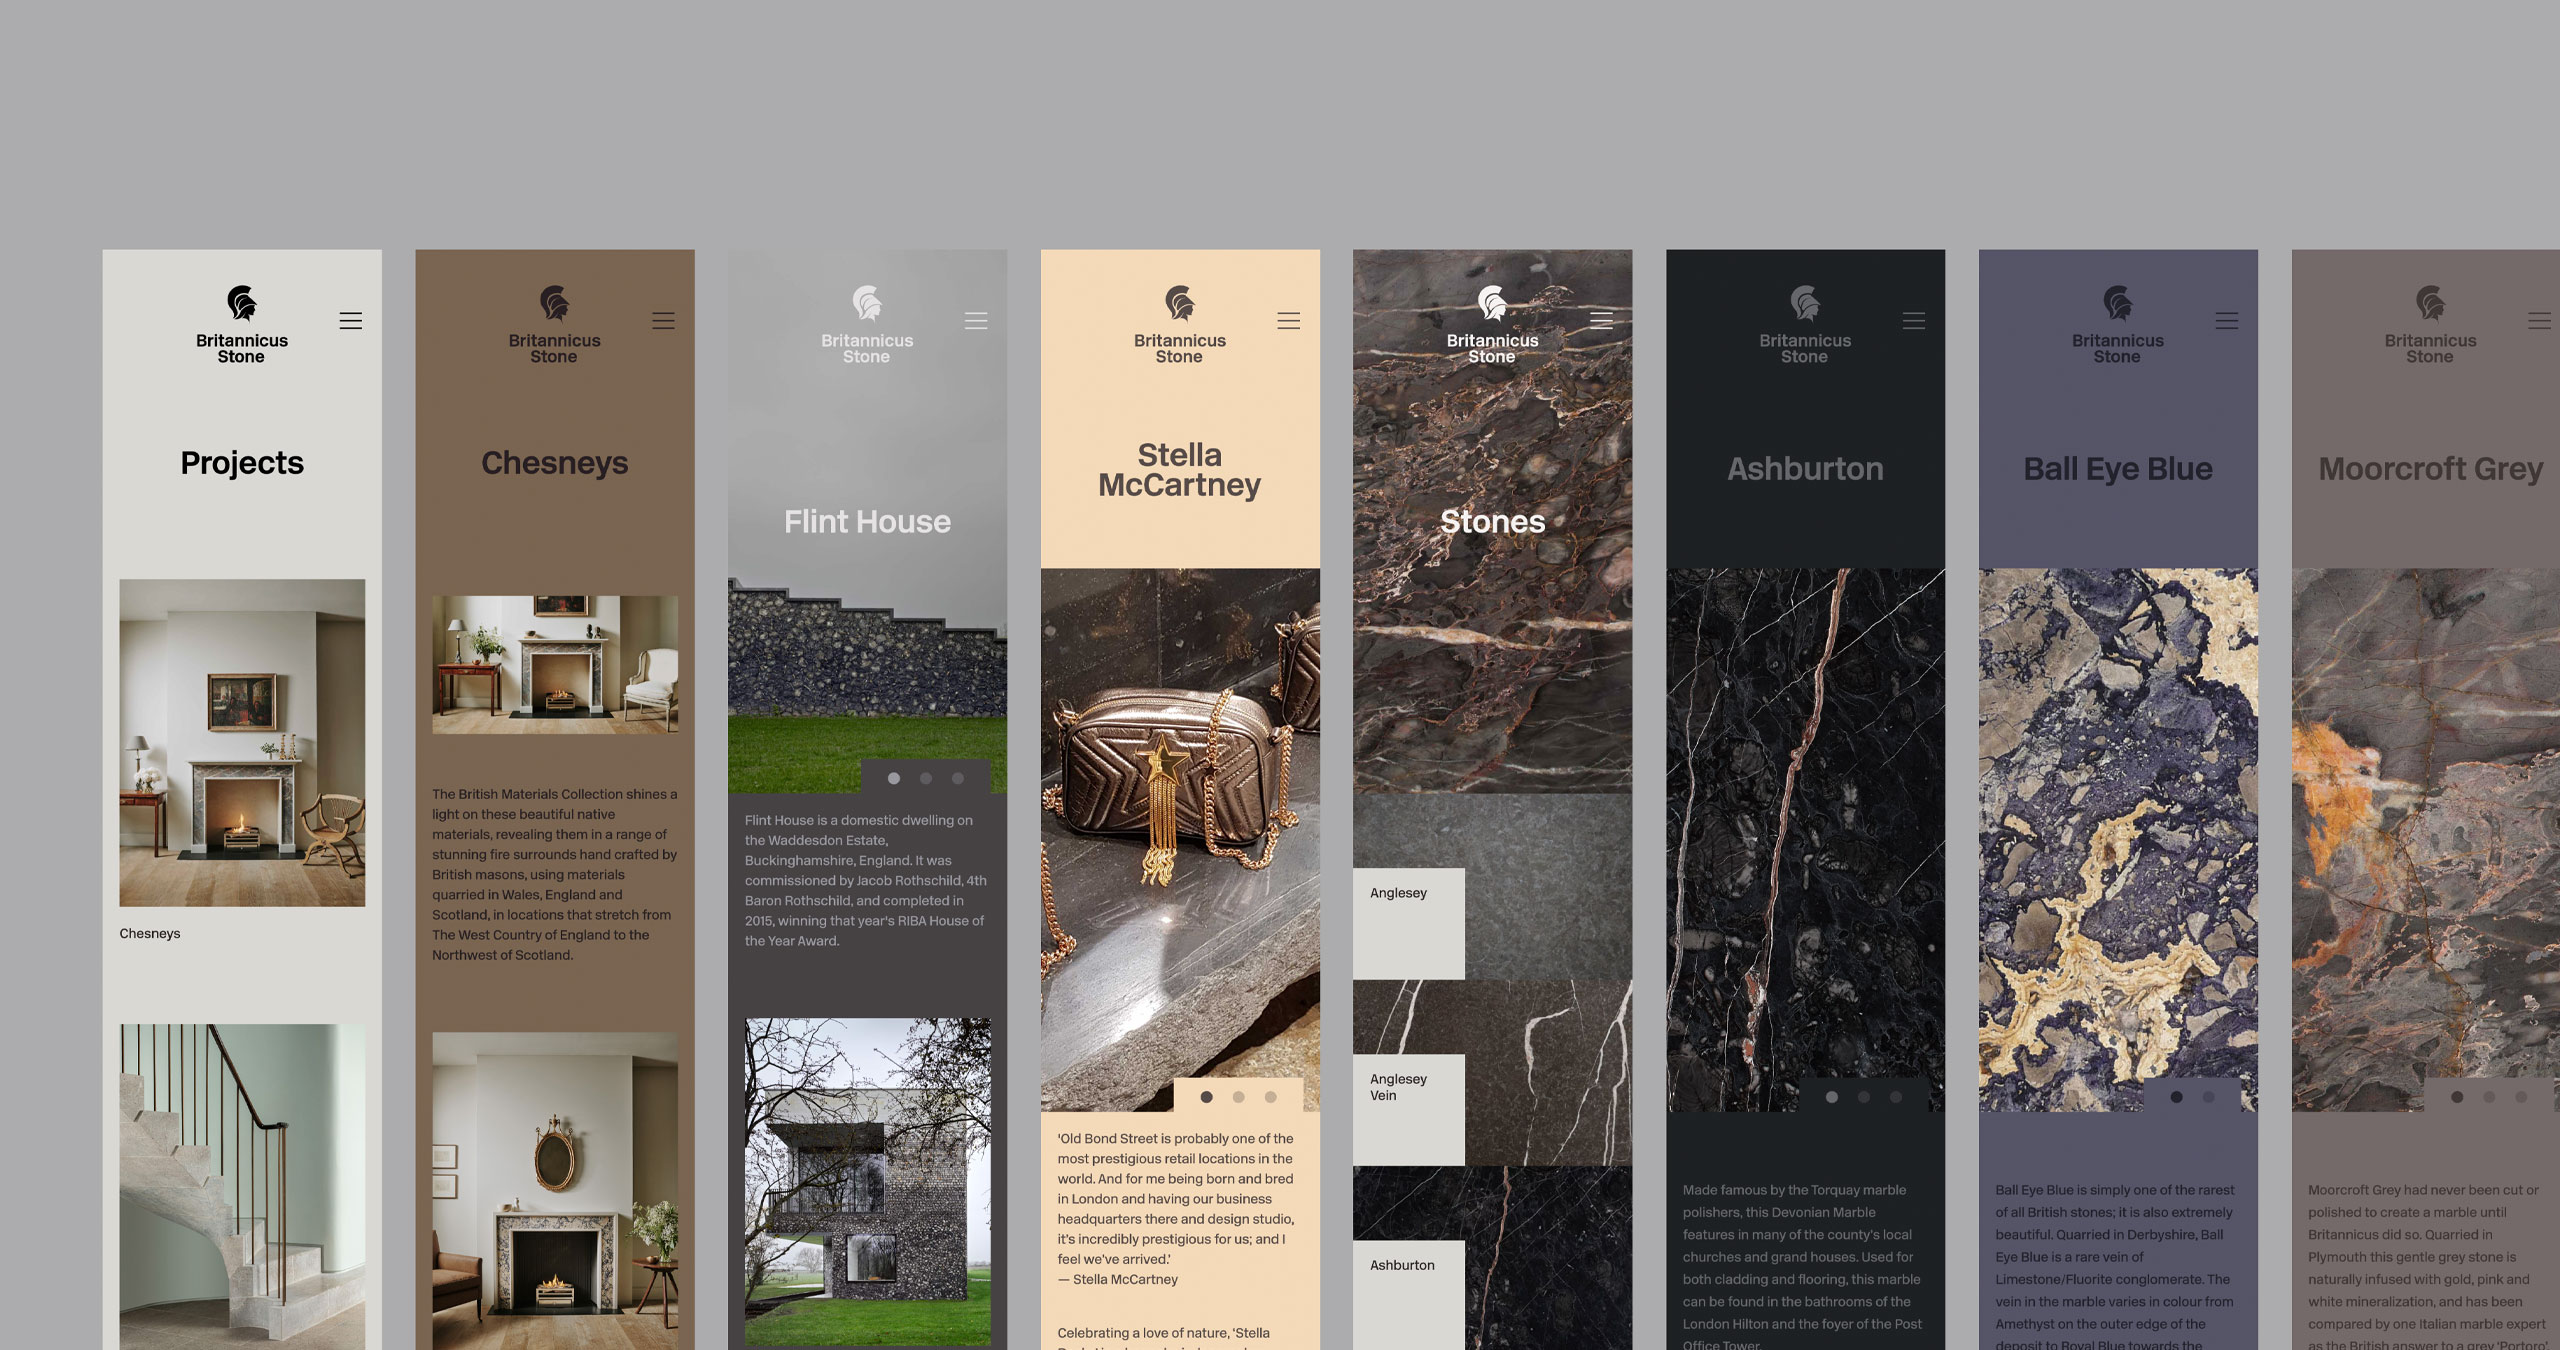 Britannicus
Stone
Projects
Chesneys
Britannicus
Stone
Chesneys
The British Materials Collection shines a
light on these beautiful native
materials, revealing them in a range of
stunning fire surrounds hand crafted by
British masons, using materials
quarried in Wales, England and
Scotland, in locations that stretch from
The West Country of England to the
Northwest of Scotland.
Britannicus
Stone
Flint House
Flint House is a domestic dwelling on
the Waddesdon Estate,
Buckinghamshire, England. It was
commissioned by Jacob Rothschild, 4th
Baron Rothschild, and completed in
2015, winning that year's RIBA House of
the Year Award.
Britannicus
Stone
Stella
McCartney
'Old Bond Street is probably one of the
most prestigious retail locations in the
world. And for me being born and bred
in London and having our business
headquarters there and design studio,
it's incredibly prestigious for us; and I
feel we've arrived.'
— Stella McCartney
Celebrating a love of nature, 'Stella
Britannicus
Stone
Stones
Anglesey
Anglesey
Vein
Ashburton
Britannicus
Stone
Ashburton
Made famous by the Torquay marble
polishers, this Devonian Marble
features in many of the county's local
churches and grand houses. Used for
both cladding and flooring, this marble
can be found in the bathrooms of the
London Hilton and the foyer of the Post
Office Tower.
Britannicus
Stone
Ball Eye Blue
Ball Eye Blue is simply one of the rarest
of all British stones; it is also extremely
beautiful. Quarried in Derbyshire, Ball
Eye Blue is a rare vein of
Limestone/Fluorite conglomerate. The
vein in the marble varies in colour from
Amethyst on the outer edge of the
deposit to Royal Blue towards the
Britannicus
Stone
Moorcroft Grey
Moorcroft Grey had never been cut or
polished to create a marble until
Britannicus did so. Quarried in
Plymouth this gentle grey stone is
naturally infused with gold, pink and
white mineralization, and has been
compared by one Italian marble expert
as the British answer to a grey 'Portoro'.